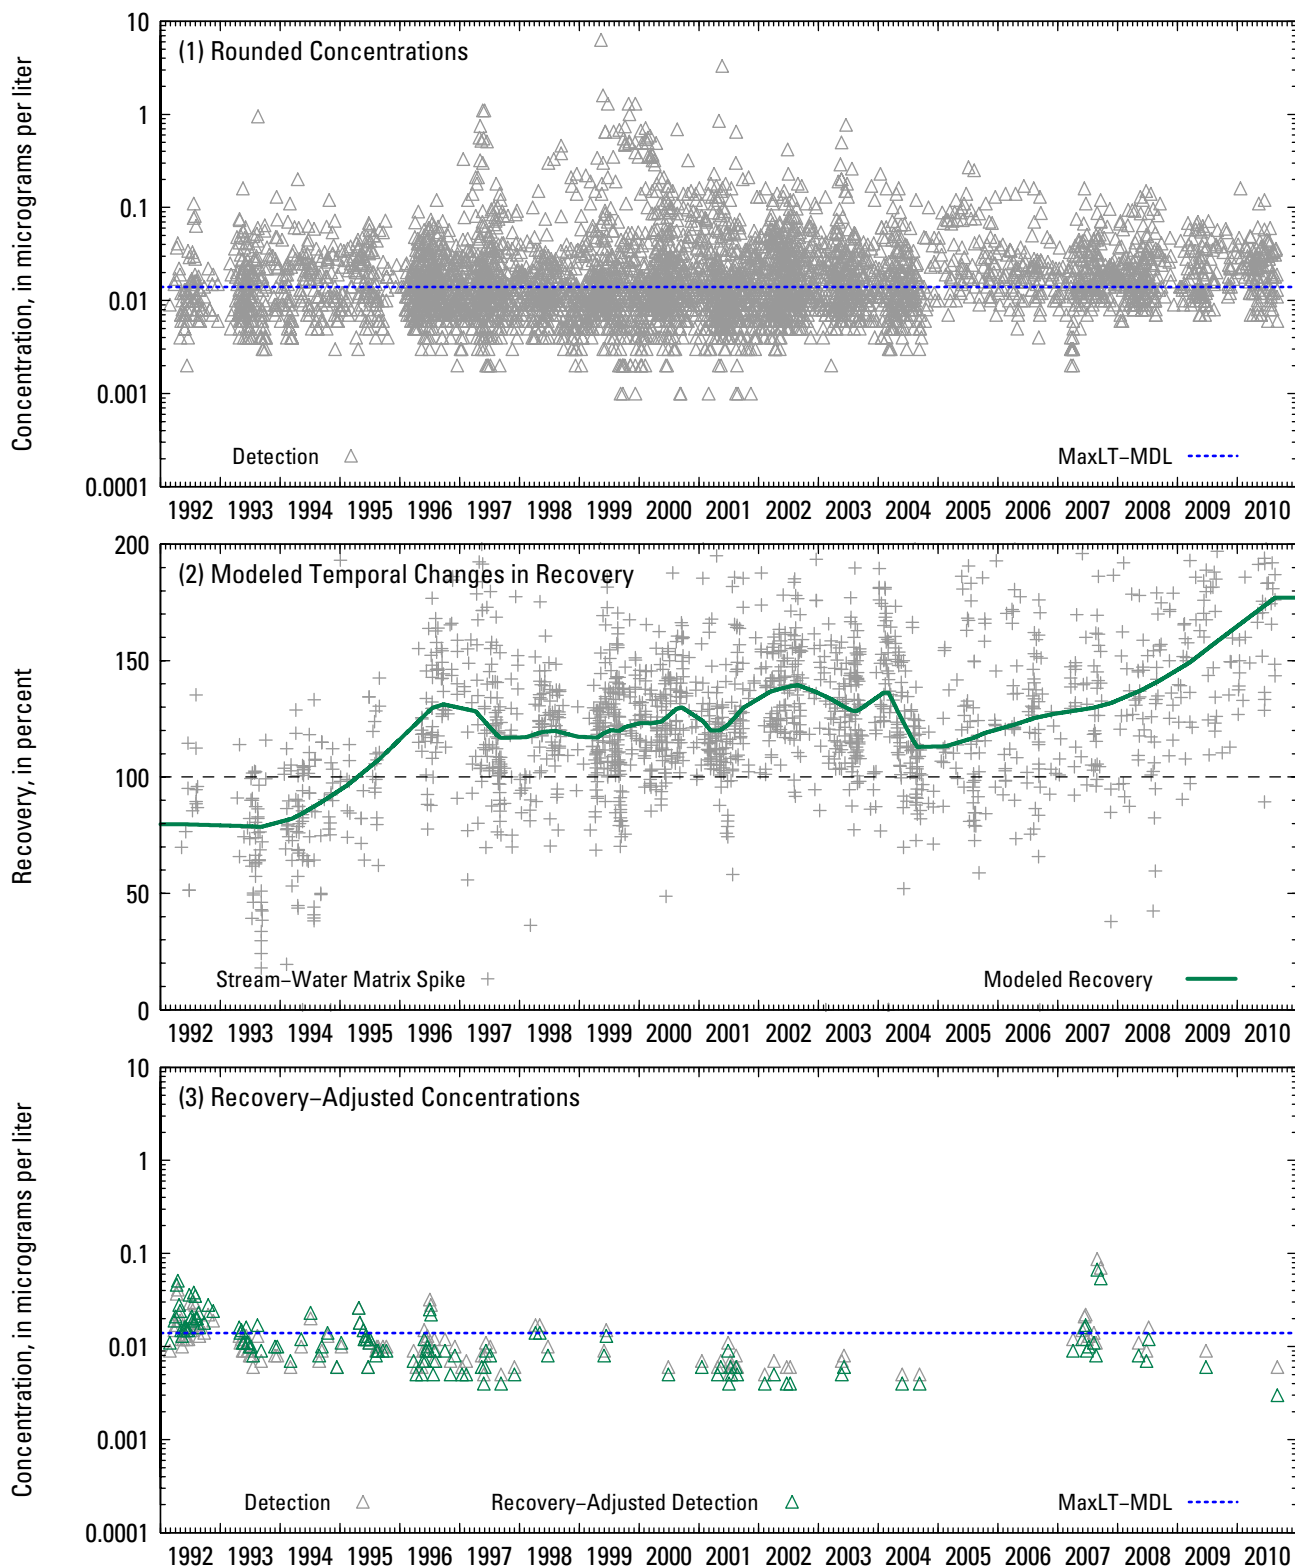 (1) Rounded Concentrations
Concentration, in micrograms per liter
10
1
0.1
0.01
0.001
0.0001
Detection
MaxLT−MDL
1992 1993 1994 1995 1996 1997 1998 1999 2000 2001 2002 2003 2004 2005 2006 2007 2008 2009 2010
(2) Modeled Temporal Changes in Recovery
Recovery, in percent
200
150
100
50
0
Stream−Water Matrix Spike
Modeled Recovery
1992 1993 1994 1995 1996 1997 1998 1999 2000 2001 2002 2003 2004 2005 2006 2007 2008 2009 2010
(3) Recovery−Adjusted Concentrations
Concentration, in micrograms per liter
10
1
0.1
0.01
0.001
0.0001
Detection
Recovery−Adjusted Detection
MaxLT−MDL
1992 1993 1994 1995 1996 1997 1998 1999 2000 2001 2002 2003 2004 2005 2006 2007 2008 2009 2010